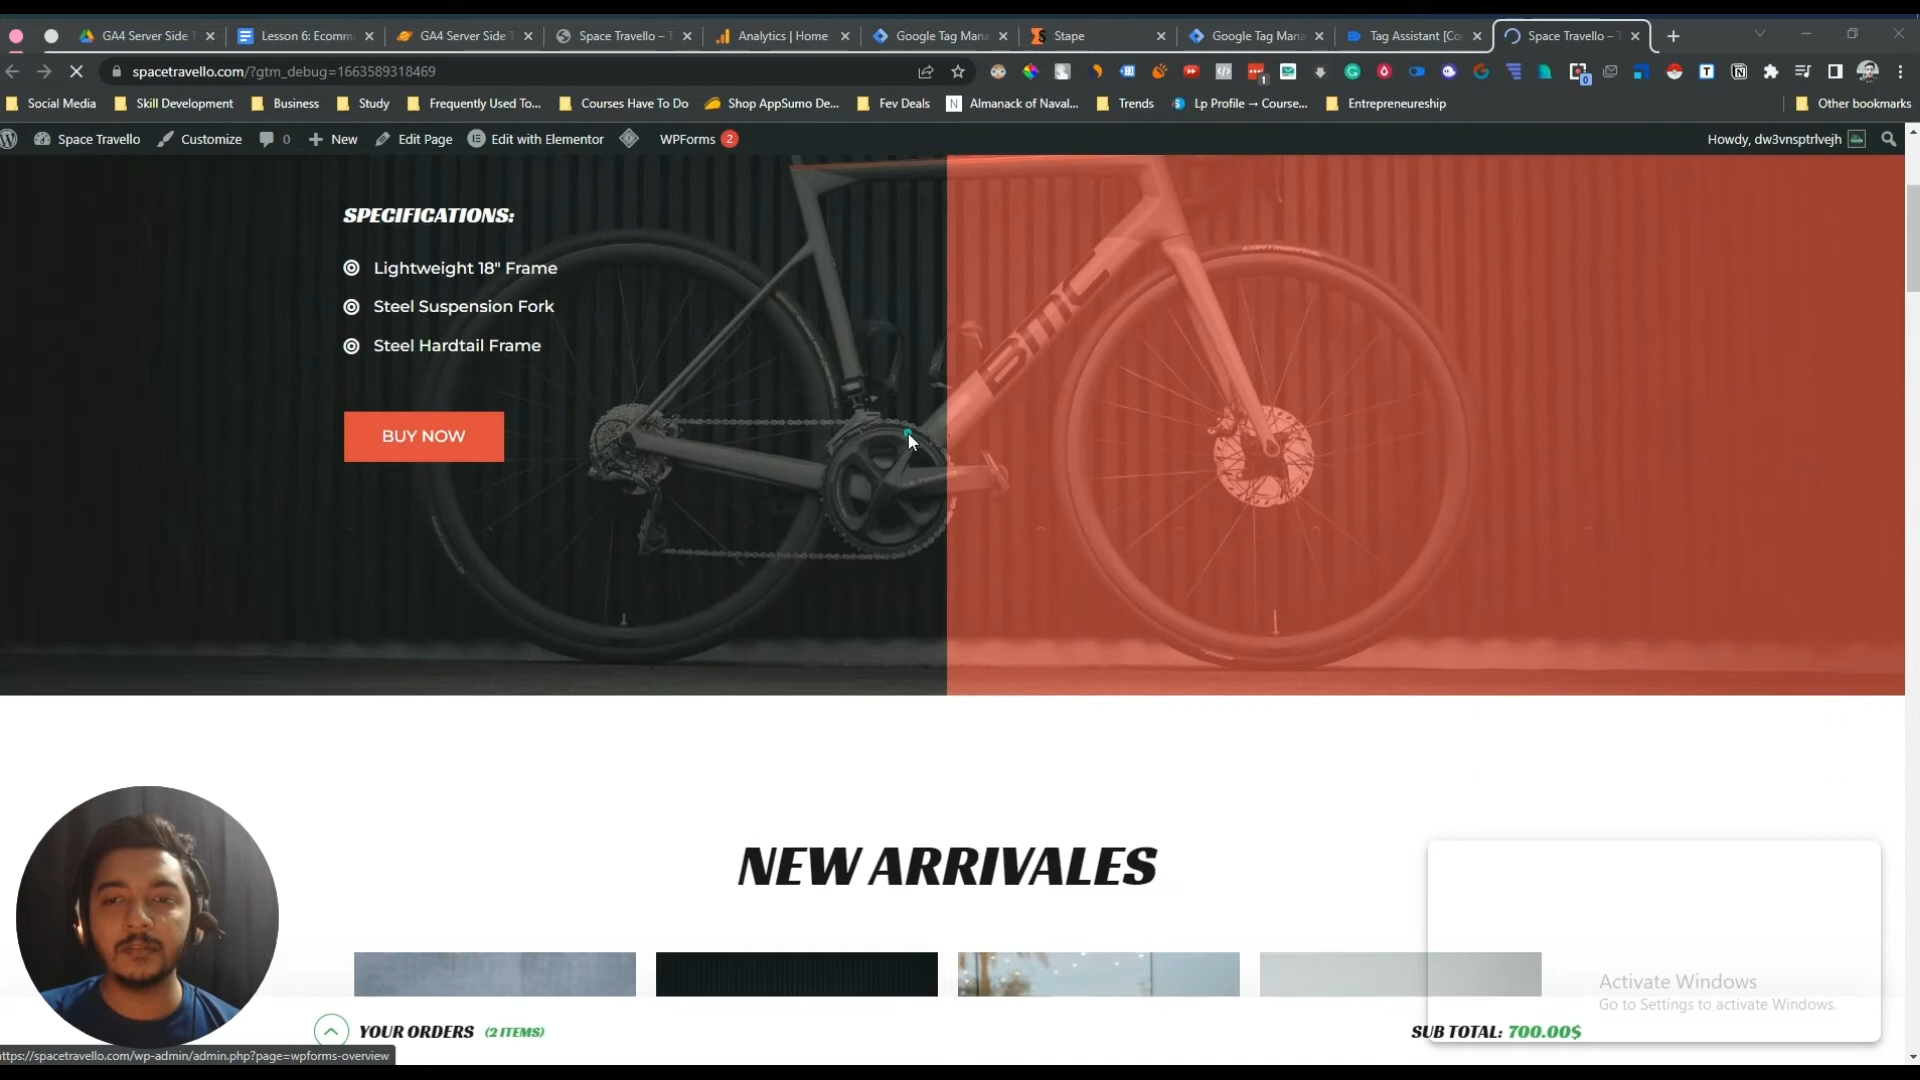 GA4 Server Side
Lesson 6: Ecomm
GA4 Server Side
Space Travello –
Analytics | Home
Google Tag Mana
Stape
Google Tag Mana
Tag Assistant [Co
Space Travello –
spacetravello.com/?gtm_debug=1663589318469
Social Media
Skill Development
Business
Study
Frequently Used To...
Courses Have To Do
Shop AppSumo De...
Fev Deals
Almanack of Naval...
Trends
Lp Profile → Course...
Entrepreneurship
Other bookmarks
Space Travello
Customize
0
New
Edit Page
Edit with Elementor
WPForms 2
Howdy, dw3vnsptrlvejh
SPECIFICATIONS:
Lightweight 18" Frame
Steel Suspension Fork
Steel Hardtail Frame
BUY NOW
BMC
NEW ARRIVALES
Activate Windows
Go to Settings to activate Windows.
YOUR ORDERS (2 ITEMS)
SUB TOTAL: 700.00$
https://spacetravello.com/wp-admin/admin.php?page=wpforms-overview